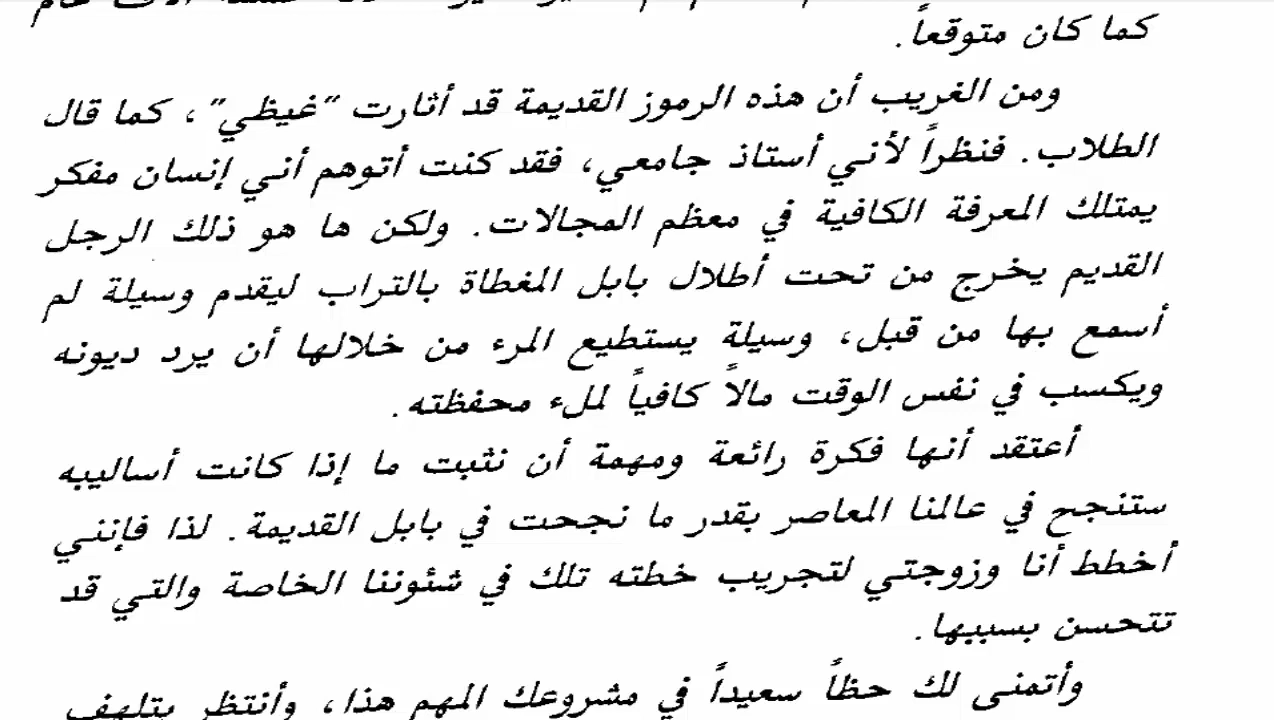 كما كان متوقعاً.
ومن الغريب أن هذه الرموز القديمة قد أثارت "غيظي"، كما قال
الطلاب. فنظراً لأني أستاذ جامعي، فقد كنت أتوهم أني إنسان مفكر
يمتلك المعرفة الكافية في معظم المجالات. ولكن ها هو ذلك الرجل
القديم يخرج من تحت أطلال بابل المغطاة بالتراب ليقدم وسيلة لم
أسمع بها من قبل، وسيلة يستطيع المرء من خلالها أن يرد ديونه
ويكسب في نفس الوقت مالاً كافياً لملء محفظته.
أعتقد أنها فكرة رائعة ومهمة أن نثبت ما إذا كانت أساليبه
ستنجح في عالمنا المعاصر بقدر ما نجحت في بابل القديمة. لذا فإنني
أخطط أنا وزوجتي لتجريب خطته تلك في شئوننا الخاصة والتي قد
تتحسن بسببها.
وأتمنى لك حظاً سعيداً في مشروعك المهم هذا، وأنتظر بتلهف